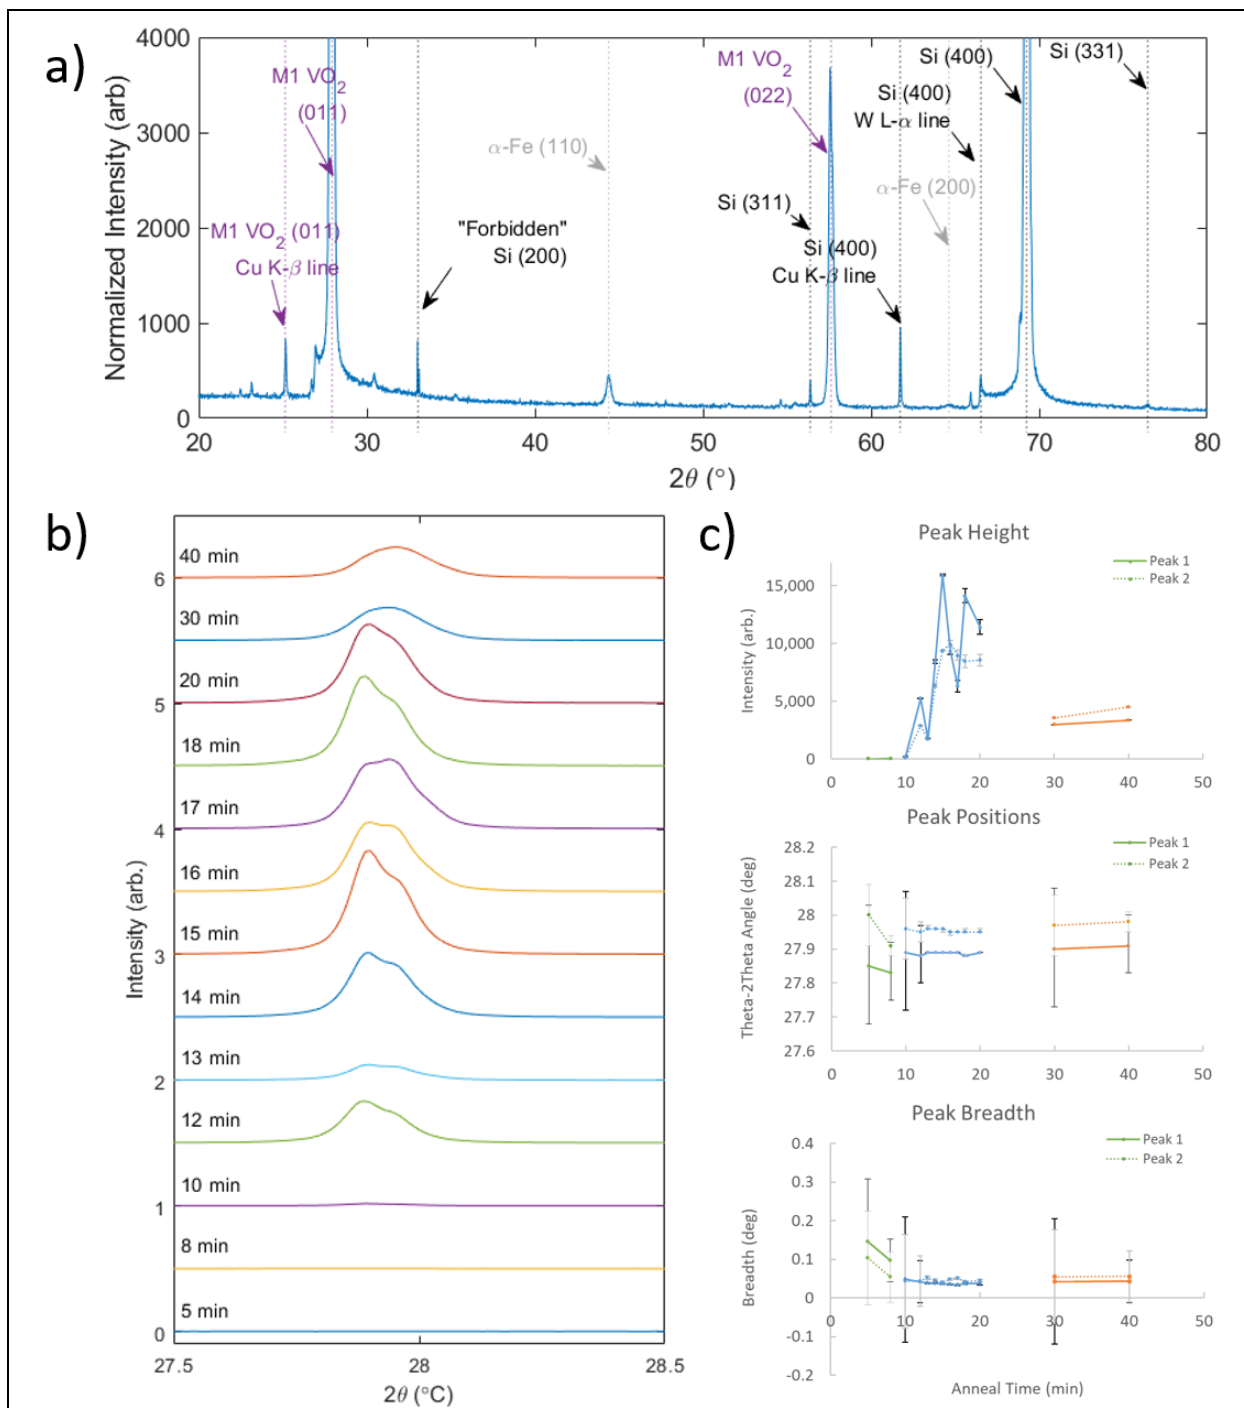 a)
Normalized Intensity (arb)
4000
3000
2000
1000
0
M1 VO2
(011)
M1 VO2 (011)
Cu K-β line
"Forbidden"
Si (200)
α-Fe (110)
M1 VO2
(022)
Si (311)
Si (400)
Cu K-β line
Si (400)
W L-α line
α-Fe (200)
Si (400)
Si (331)
20 30 40 50 60 70 80
2θ (°)
b)
Intensity (arb.)
6
5
4
3
2
1
0
40 min
30 min
20 min
18 min
17 min
16 min
15 min
14 min
13 min
12 min
10 min
8 min
5 min
27.5 28 28.5
2θ (°C)
c)
Peak Height
Peak 1
Peak 2
Intensity (arb.)
15,000
10,000
5,000
0
0 10 20 30 40 50
Peak Positions
Peak 1
Peak 2
Theta-2Theta Angle (deg)
28.2
28.1
28
27.9
27.8
27.7
27.6
0 10 20 30 40 50
Peak Breadth
Peak 1
Peak 2
Breadth (deg)
0.4
0.3
0.2
0.1
0
-0.1
-0.2
0 10 20 30 40 50
Anneal Time (min)